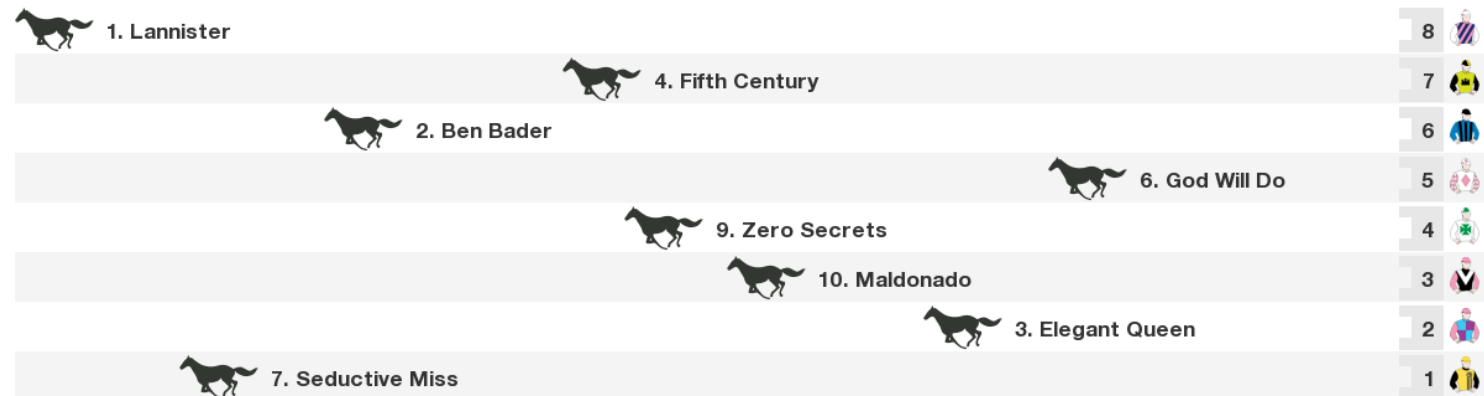 1. Lannister 8
4. Fifth Century 7
2. Ben Bader 6
6. God Will Do 5
9. Zero Secrets 4
10. Maldonado 3
3. Elegant Queen 2
7. Seductive Miss 1